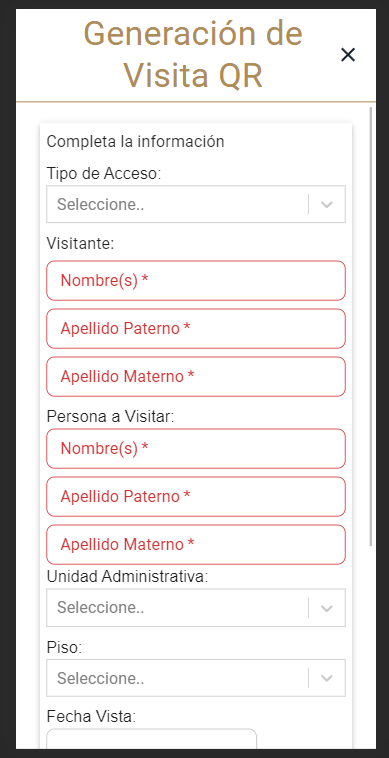 Generación de
Visita QR
Completa la información
Tipo de Acceso:
Seleccione..
Visitante:
Nombre(s) *
Apellido Paterno *
Apellido Materno *
Persona a Visitar:
Nombre(s) *
Apellido Paterno *
Apellido Materno *
Unidad Administrativa:
Seleccione..
Piso:
Seleccione..
Fecha Vista: